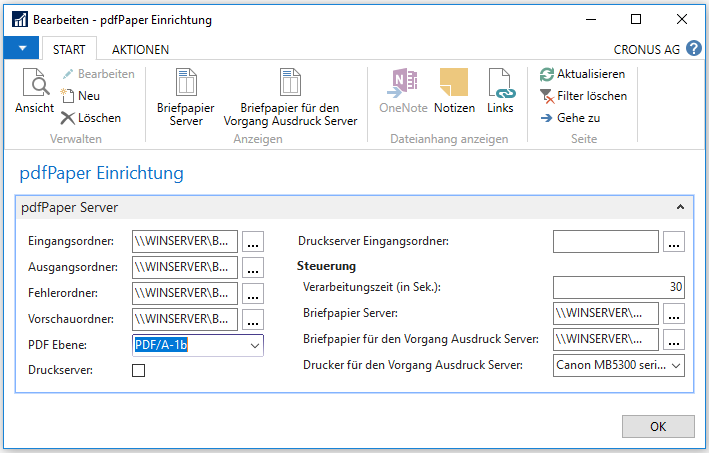 Bearbeiten - pdfPaper Einrichtung
START AKTIONEN CRONUS AG ?
Ansicht
Bearbeiten
Neu
Löschen
Verwalten
Briefpapier
Server
Briefpapier für den
Vorgang Ausdruck Server
Anzeigen
OneNote
Notizen
Links
Dateianhang anzeigen
Aktualisieren
Filter löschen
Gehe zu
Seite
pdfPaper Einrichtung
pdfPaper Server
Eingangsordner: \\WINSERVER\B... ...
Ausgangsordner: \\WINSERVER\B... ...
Fehlerordner: \\WINSERVER\B... ...
Vorschauordner: \\WINSERVER\B... ...
PDF Ebene: PDF/A-1b
Druckserver:
Druckserver Eingangsordner: ...
Steuerung
Verarbeitungszeit (in Sek.): 30
Briefpapier Server: \\WINSERVER\... ...
Briefpapier für den Vorgang Ausdruck Server: \\WINSERVER\... ...
Drucker für den Vorgang Ausdruck Server: Canon MB5300 seri...
OK